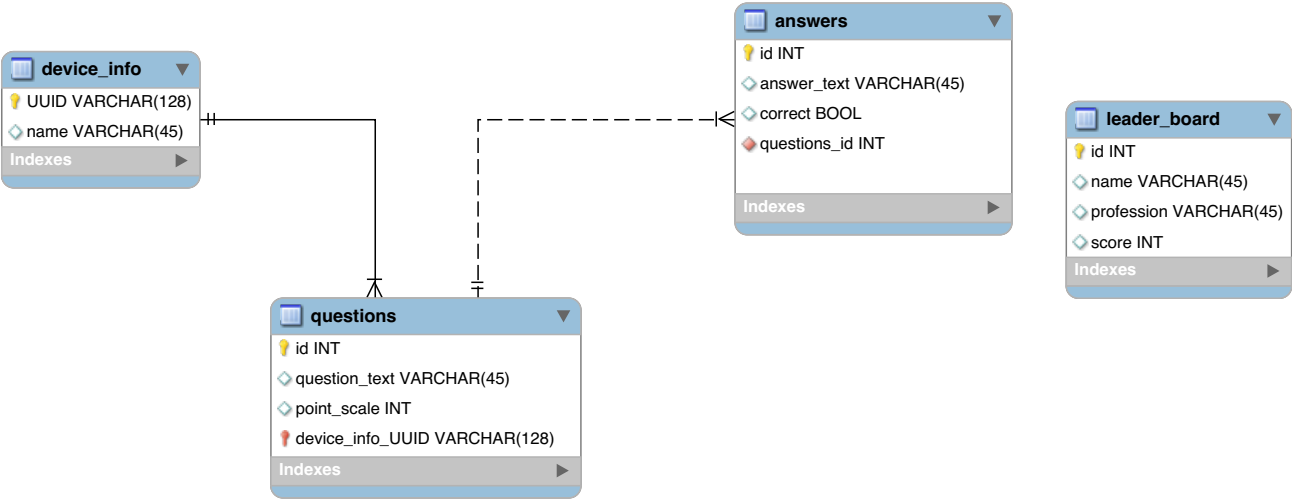 device_info
UUID VARCHAR(128)
name VARCHAR(45)
Indexes
answers
id INT
answer_text VARCHAR(45)
correct BOOL
questions_id INT
Indexes
leader_board
id INT
name VARCHAR(45)
profession VARCHAR(45)
score INT
Indexes
questions
id INT
question_text VARCHAR(45)
point_scale INT
device_info_UUID VARCHAR(128)
Indexes